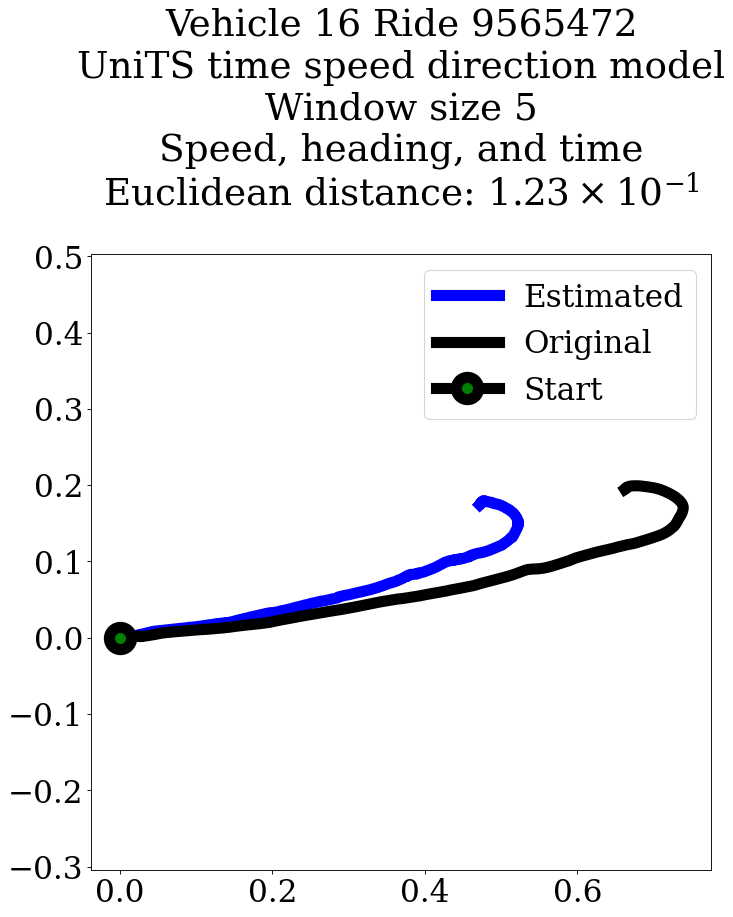 Vehicle 16 Ride 9565472
UniTS time speed direction model
Window size 5
Speed, heading, and time
Euclidean distance: 1.23 × 10⁻¹
Estimated
Original
Start
0.5
0.4
0.3
0.2
0.1
0.0
−0.1
−0.2
−0.3
0.0 0.2 0.4 0.6